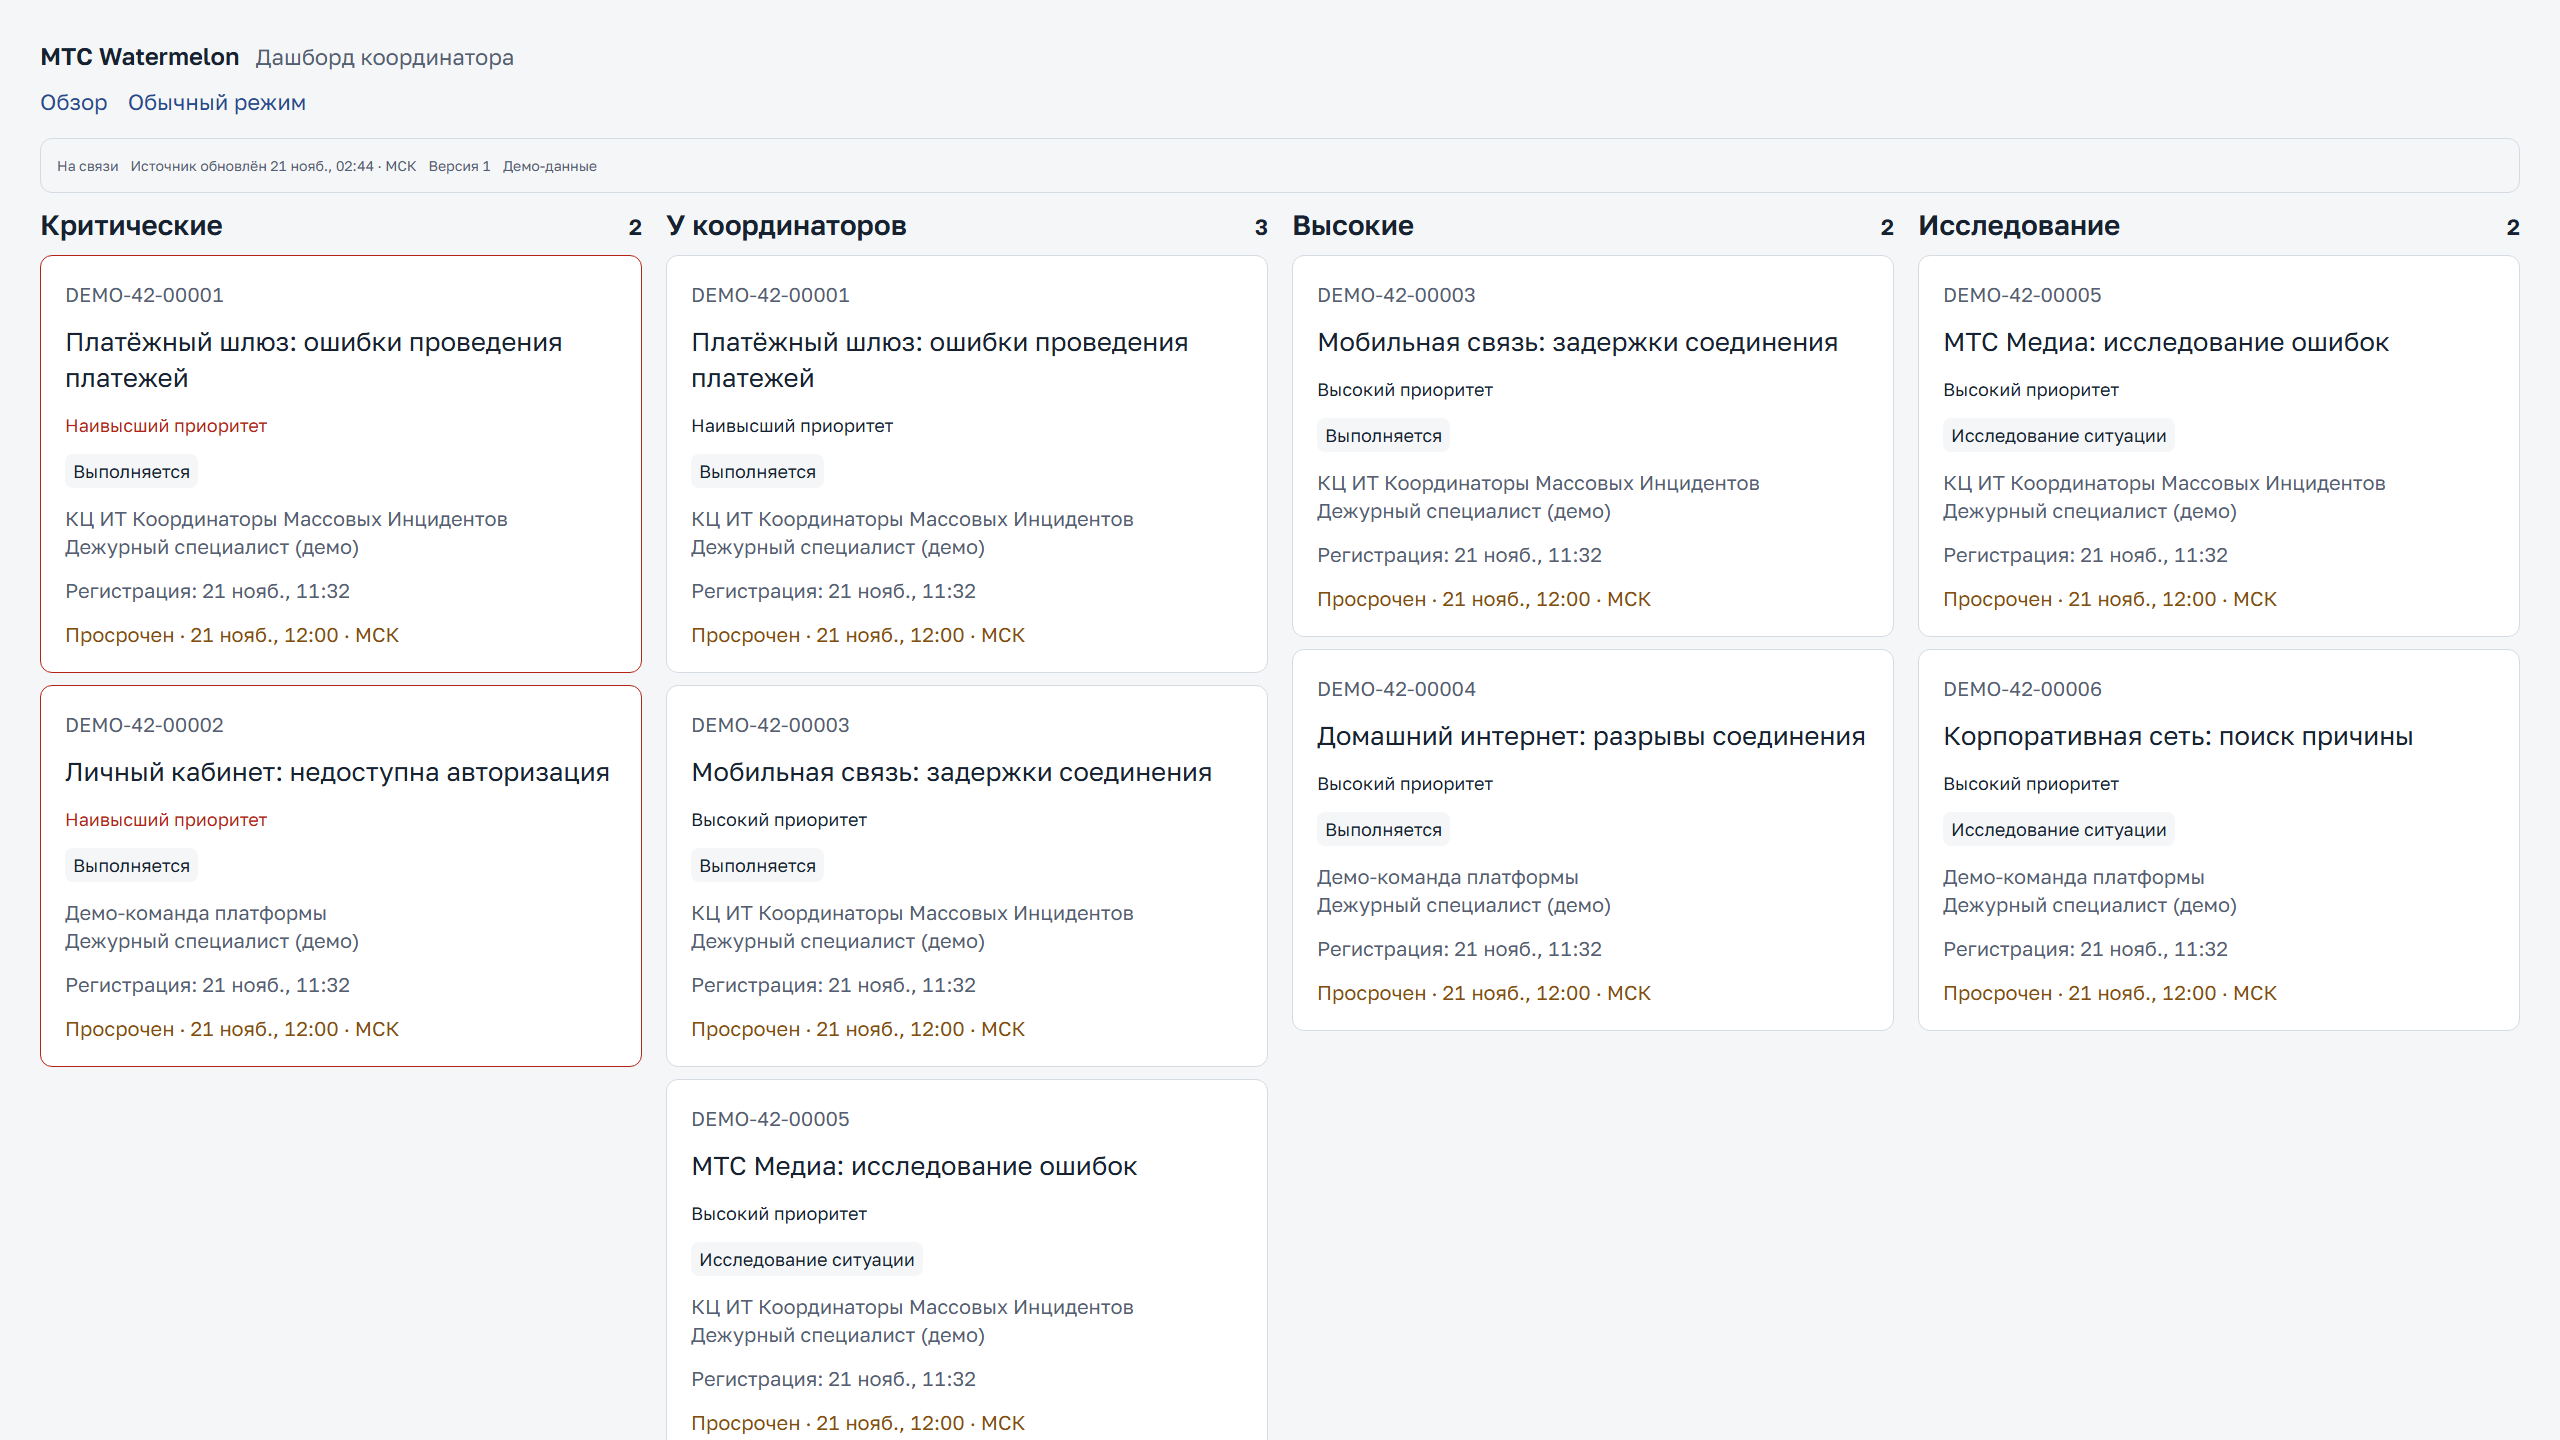 МТС Watermelon Дашборд координатора
Обзор Обычный режим
На связи Источник обновлён 21 нояб., 02:44 · МСК Версия 1 Демо-данные
Критические 2
DEMO-42-00001
Платёжный шлюз: ошибки проведения
платежей
Наивысший приоритет
Выполняется
КЦ ИТ Координаторы Массовых Инцидентов
Дежурный специалист (демо)
Регистрация: 21 нояб., 11:32
Просрочен · 21 нояб., 12:00 · МСК
DEMO-42-00002
Личный кабинет: недоступна авторизация
Наивысший приоритет
Выполняется
Демо-команда платформы
Дежурный специалист (демо)
Регистрация: 21 нояб., 11:32
Просрочен · 21 нояб., 12:00 · МСК
У координаторов 3
DEMO-42-00001
Платёжный шлюз: ошибки проведения
платежей
Наивысший приоритет
Выполняется
КЦ ИТ Координаторы Массовых Инцидентов
Дежурный специалист (демо)
Регистрация: 21 нояб., 11:32
Просрочен · 21 нояб., 12:00 · МСК
DEMO-42-00003
Мобильная связь: задержки соединения
Высокий приоритет
Выполняется
КЦ ИТ Координаторы Массовых Инцидентов
Дежурный специалист (демо)
Регистрация: 21 нояб., 11:32
Просрочен · 21 нояб., 12:00 · МСК
DEMO-42-00005
МТС Медиа: исследование ошибок
Высокий приоритет
Исследование ситуации
КЦ ИТ Координаторы Массовых Инцидентов
Дежурный специалист (демо)
Регистрация: 21 нояб., 11:32
Просрочен · 21 нояб., 12:00 · МСК
Высокие 2
DEMO-42-00003
Мобильная связь: задержки соединения
Высокий приоритет
Выполняется
КЦ ИТ Координаторы Массовых Инцидентов
Дежурный специалист (демо)
Регистрация: 21 нояб., 11:32
Просрочен · 21 нояб., 12:00 · МСК
DEMO-42-00004
Домашний интернет: разрывы соединения
Высокий приоритет
Выполняется
Демо-команда платформы
Дежурный специалист (демо)
Регистрация: 21 нояб., 11:32
Просрочен · 21 нояб., 12:00 · МСК
Исследование 2
DEMO-42-00005
МТС Медиа: исследование ошибок
Высокий приоритет
Исследование ситуации
КЦ ИТ Координаторы Массовых Инцидентов
Дежурный специалист (демо)
Регистрация: 21 нояб., 11:32
Просрочен · 21 нояб., 12:00 · МСК
DEMO-42-00006
Корпоративная сеть: поиск причины
Высокий приоритет
Исследование ситуации
Демо-команда платформы
Дежурный специалист (демо)
Регистрация: 21 нояб., 11:32
Просрочен · 21 нояб., 12:00 · МСК